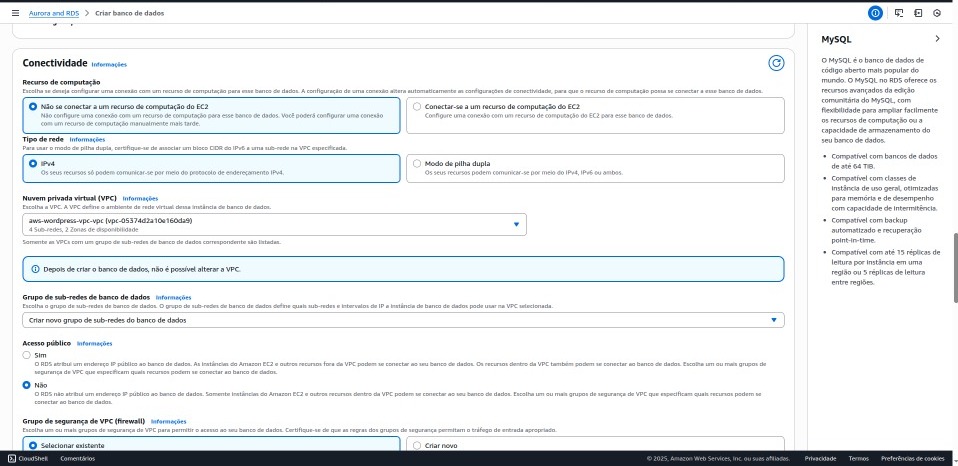 Aurora and RDS > Criar banco de dados
Conectividade Informações
Recurso de computação
Escolha se deseja configurar uma conexão com um recurso de computação para esse banco de dados. A configuração de uma conexão altera automaticamente as configurações de conectividade, para que o recurso de computação possa se conectar a esse banco de dados.
Não se conectar a um recurso de computação do EC2
Não configure uma conexão com um recurso de computação para esse banco de dados. Você poderá configurar uma conexão
com um recurso de computação manualmente mais tarde.
Conectar-se a um recurso de computação do EC2
Configure uma conexão com um recurso de computação do EC2 para esse banco de dados.
Tipo de rede Informações
Para usar o modo de pilha dupla, certifique-se de associar um bloco CIDR do IPv6 a uma sub-rede na VPC especificada.
IPv4
Os seus recursos só podem comunicar-se por meio do protocolo de endereçamento IPv4.
Modo de pilha dupla
Os seus recursos podem comunicar-se por meio do IPv4, IPv6 ou ambos.
Nuvem privada virtual (VPC) Informações
Escolha a VPC. A VPC define o ambiente de rede virtual dessa instância de banco de dados.
aws-wordpress-vpc-vpc (vpc-05374d2a10e160da9)
4 Sub-redes, 2 Zonas de disponibilidade
Somente as VPCs com um grupo de sub-redes de banco de dados correspondente são listadas.
Depois de criar o banco de dados, não é possível alterar a VPC.
Grupo de sub-redes de banco de dados Informações
Escolha o grupo de sub-redes de banco de dados. O grupo de sub-redes de banco de dados define quais sub-redes e intervalos de IP a instância de banco de dados pode usar na VPC selecionada.
Criar novo grupo de sub-redes do banco de dados
Acesso público Informações
Sim
O RDS atribui um endereço IP público ao banco de dados. As instâncias do Amazon EC2 e outros recursos fora da VPC podem se conectar ao seu banco de dados. Os recursos dentro da VPC também podem se conectar ao banco de dados. Escolha um ou mais grupos de
segurança de VPC que especificam quais recursos podem se conectar ao banco de dados.
Não
O RDS não atribui um endereço IP público ao banco de dados. Somente instâncias do Amazon EC2 e outros recursos dentro da VPC podem se conectar ao seu banco de dados. Escolha um ou mais grupos de segurança de VPC que especificam quais recursos podem se
conectar ao banco de dados.
Grupo de segurança de VPC (firewall) Informações
Escolha um ou mais grupos de segurança de VPC para permitir o acesso ao seu banco de dados. Certifique-se de que as regras dos grupos de segurança permitam o tráfego de entrada apropriado.
Selecionar existente
Criar novo
MySQL
O MySQL é o banco de dados de
código aberto mais popular do
mundo. O MySQL no RDS oferece os
recursos avançados da edição
comunitária do MySQL, com
flexibilidade para ampliar facilmente
os recursos de computação ou a
capacidade de armazenamento do
seu banco de dados.
• Compatível com bancos de dados
de até 64 TiB.
• Compatível com classes de
instância de uso geral, otimizadas
para memória e de desempenho
com capacidade de intermitência.
• Compatível com backup
automatizado e recuperação
point-in-time.
• Compatível com até 15 réplicas de
leitura por instância em uma
região ou 5 réplicas de leitura
entre regiões.
CloudShell Comentários © 2025, Amazon Web Services, Inc. ou suas afiliadas. Privacidade Termos Preferências de cookies